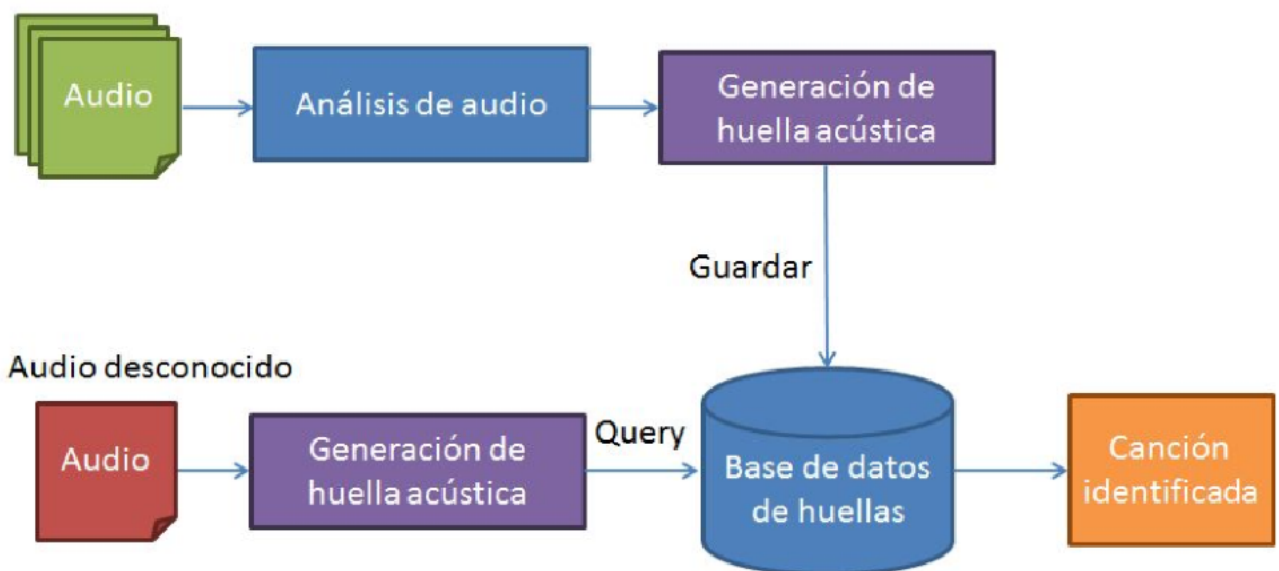 Audio
Análisis de audio
Generación de
huella acústica
Guardar
Audio desconocido
Audio
Generación de
huella acústica
Query
Base de datos
de huellas
Canción
identificada